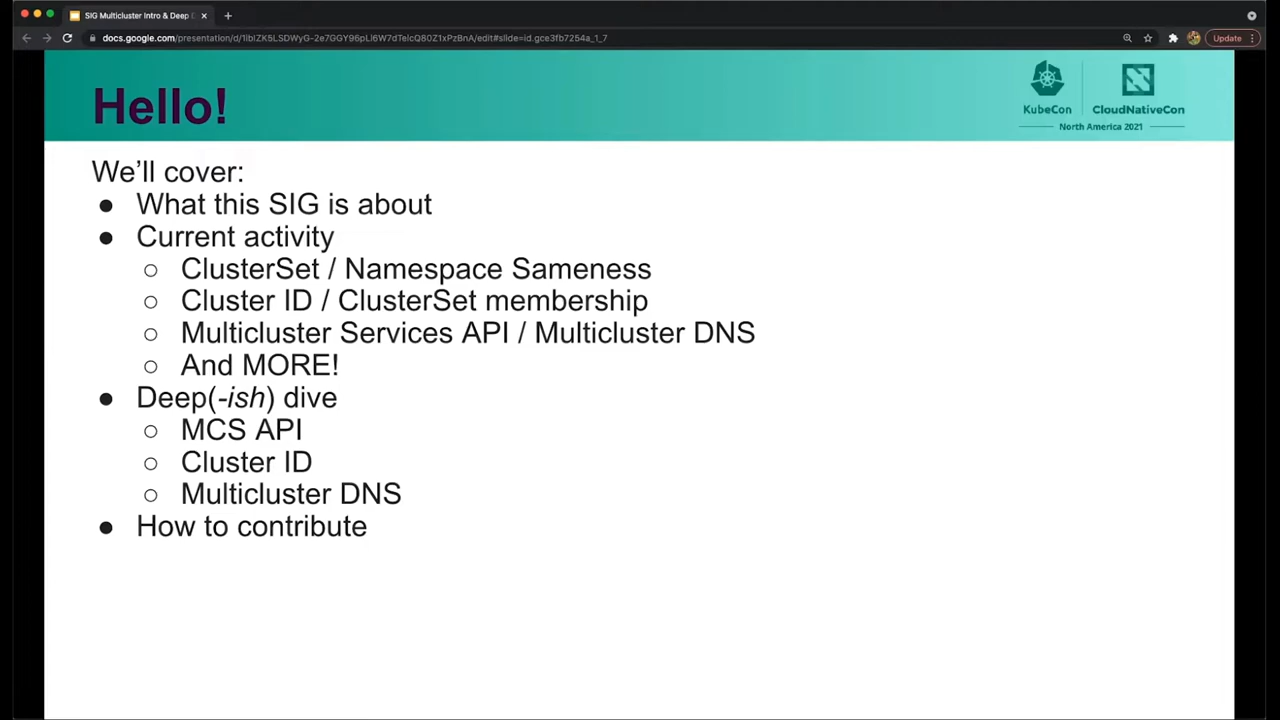 SIG Multicluster Intro & Deep
docs.google.com/presentation/d/1lblZK5LSDWyG-2e7GGY96pLl6W7dTelcQ80Z1xPzBnA/edit#slide=id.gce3fb7254a_1_7
Update
Hello!
KubeCon
CloudNativeCon
North America 2021
We'll cover:
● What this SIG is about
● Current activity
○ ClusterSet / Namespace Sameness
○ Cluster ID / ClusterSet membership
○ Multicluster Services API / Multicluster DNS
○ And MORE!
● Deep(-ish) dive
○ MCS API
○ Cluster ID
○ Multicluster DNS
● How to contribute